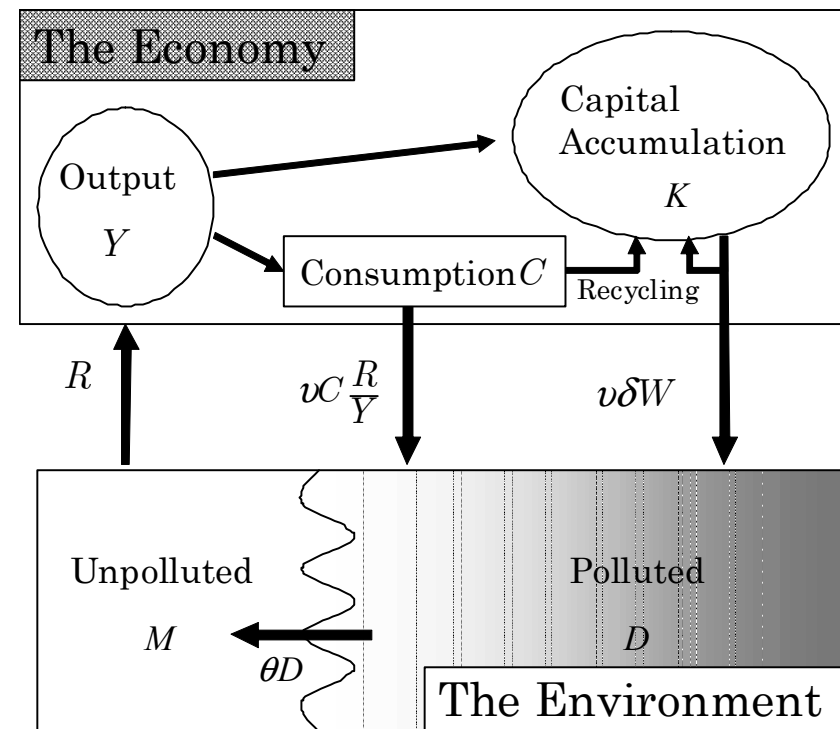 The Economy
Capital
Accumulation
K
Output
Y
Consumption C
Recycling
R
υC R/Y
υδW
Unpolluted
M
θD
Polluted
D
The Environment